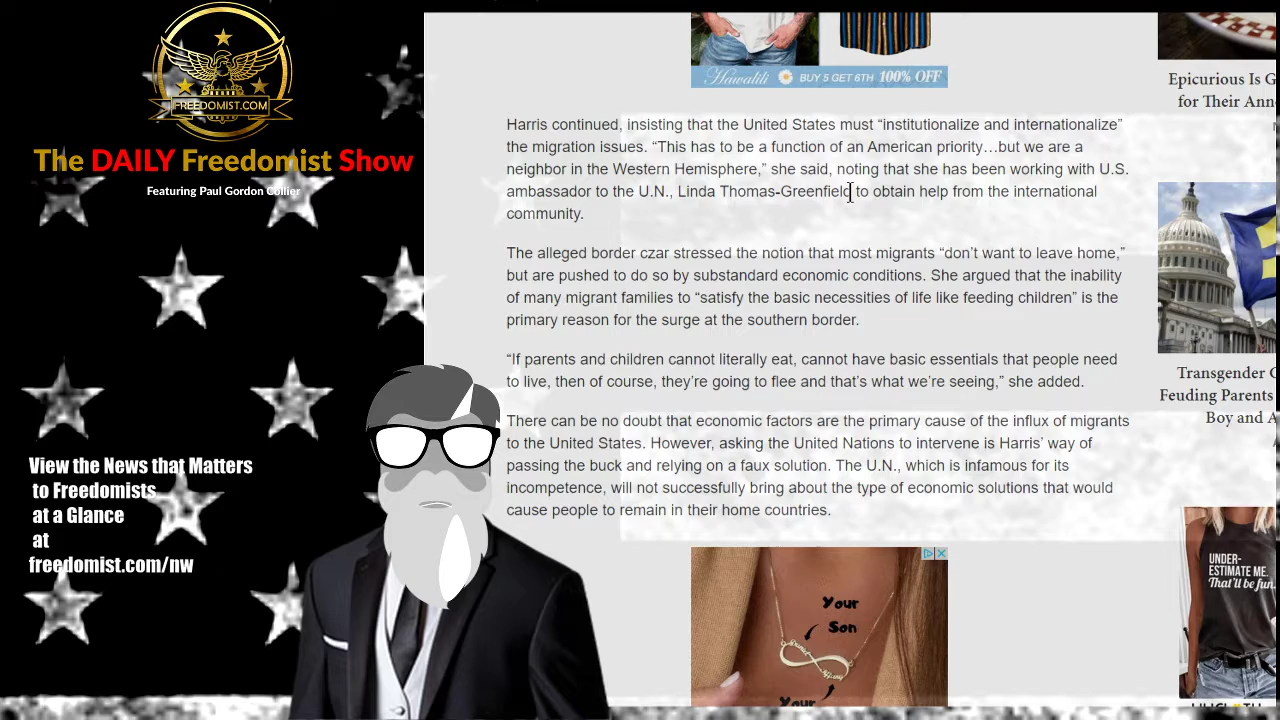 FREEDOMIST.COM
The DAILY Freedomist Show
Featuring Paul Gordon Collier
View the News that Matters
to Freedomists
at a Glance
at
freedomist.com/nw
Hawalili BUY 5 GET 6TH 100% OFF
Harris continued, insisting that the United States must “institutionalize and internationalize”
the migration issues. “This has to be a function of an American priority…but we are a
neighbor in the Western Hemisphere,” she said, noting that she has been working with U.S.
ambassador to the U.N., Linda Thomas-Greenfield to obtain help from the international
community.
The alleged border czar stressed the notion that most migrants “don’t want to leave home,”
but are pushed to do so by substandard economic conditions. She argued that the inability
of many migrant families to “satisfy the basic necessities of life like feeding children” is the
primary reason for the surge at the southern border.
“If parents and children cannot literally eat, cannot have basic essentials that people need
to live, then of course, they’re going to flee and that’s what we’re seeing,” she added.
There can be no doubt that economic factors are the primary cause of the influx of migrants
to the United States. However, asking the United Nations to intervene is Harris’ way of
passing the buck and relying on a faux solution. The U.N., which is infamous for its
incompetence, will not successfully bring about the type of economic solutions that would
cause people to remain in their home countries.
Your
Son
Your
Epicurious Is G
for Their Ann
Transgender
Feuding Parents
Boy and A
UNDER-
ESTIMATE ME.
That'll be fun.